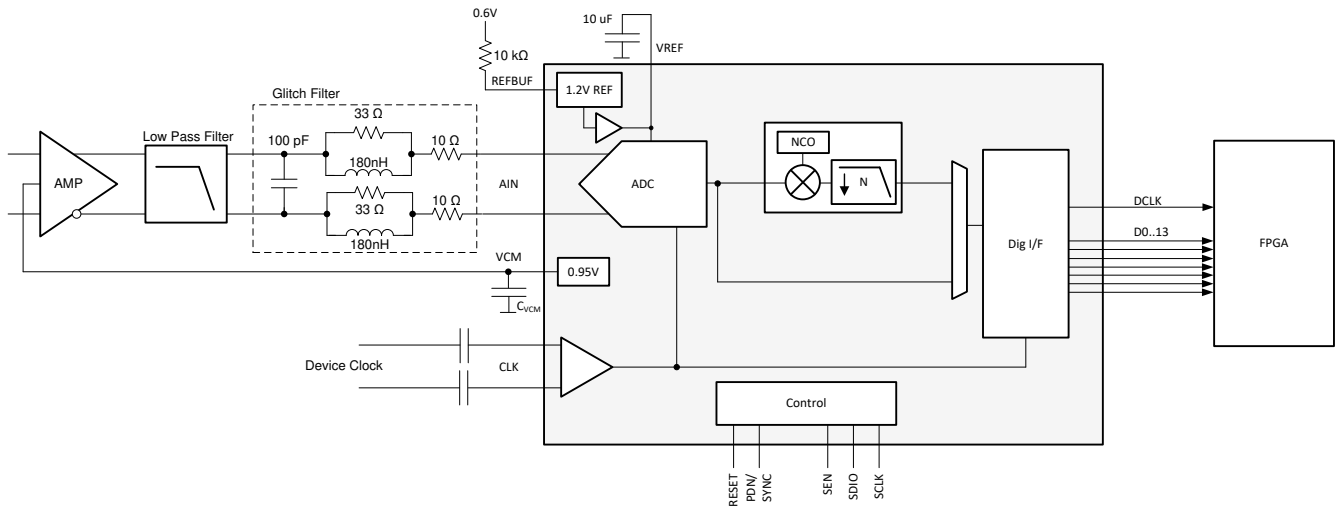 0.6V
10 uF
10 kΩ
VREF
REFBUF
1.2V REF
Glitch Filter
33 Ω
Low Pass Filter
100 pF
10 Ω
180nH
AMP
AIN
ADC
NCO
N
33 Ω
10 Ω
180nH
DCLK
D0..13
Dig I/F
FPGA
VCM
0.95V
CVCM
Device Clock
CLK
Control
RESET
PDN/
SYNC
SEN
SDIO
SCLK